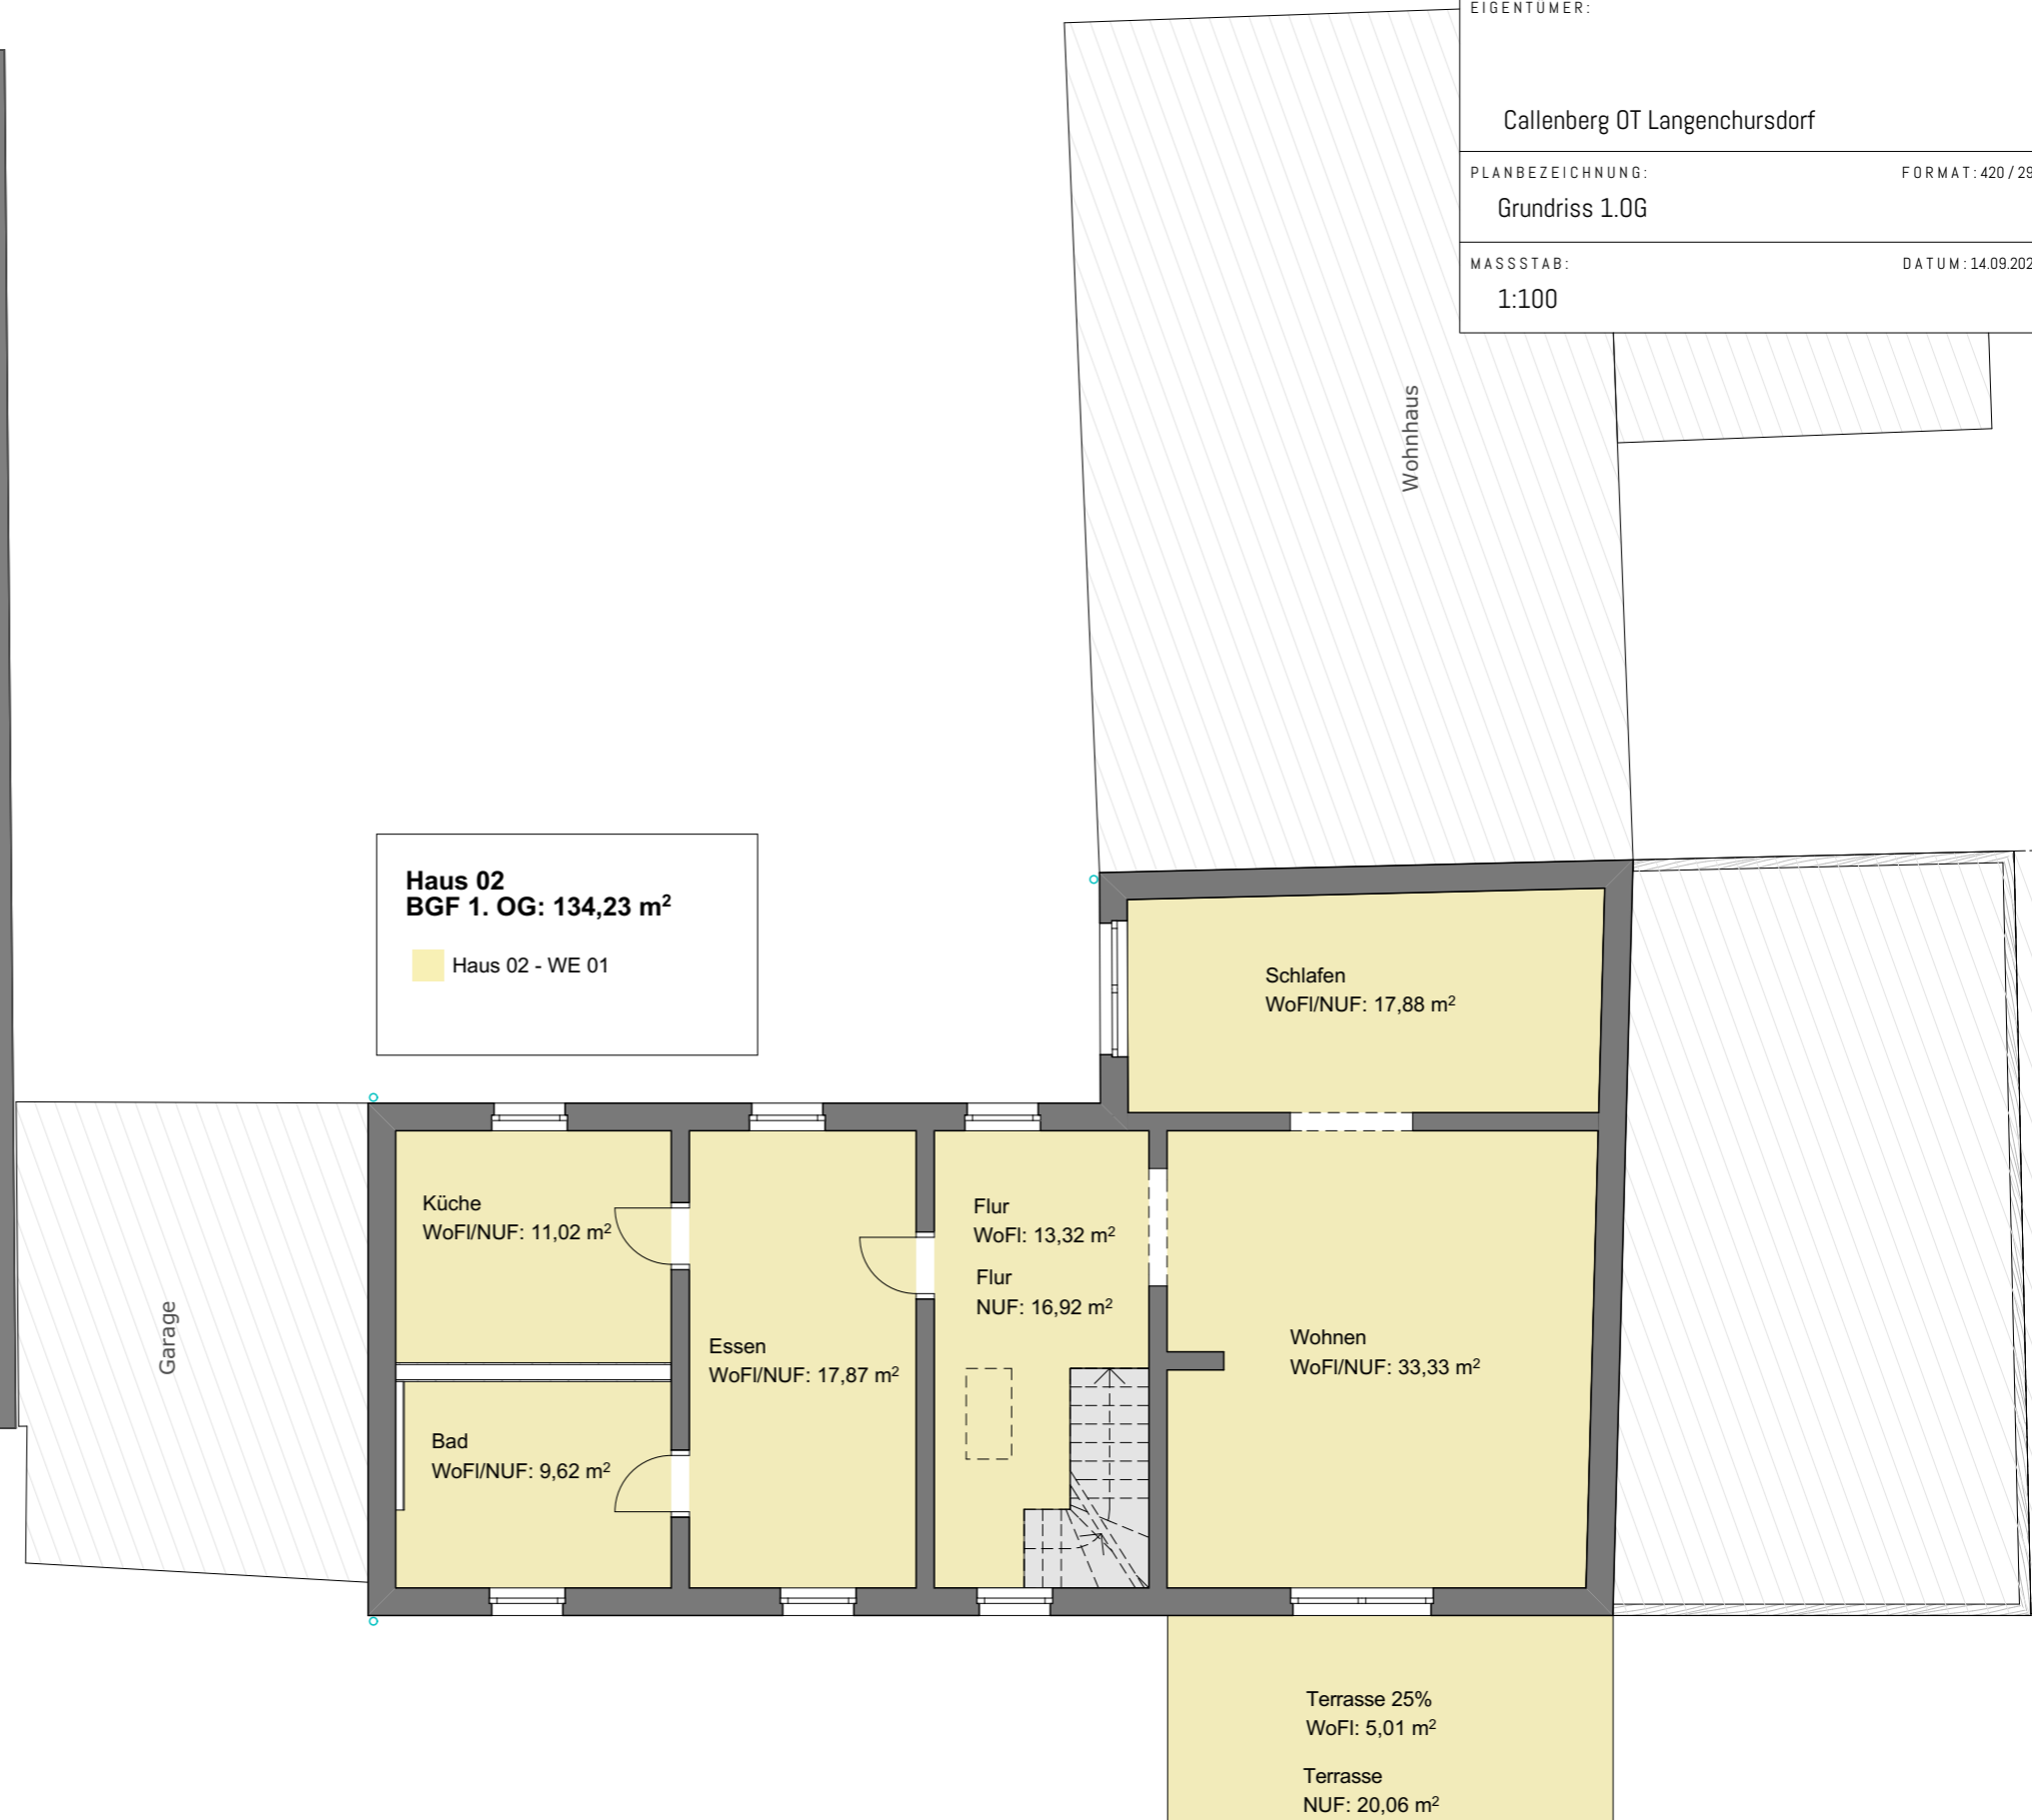 EIGENTÜMER:
Callenberg OT Langenchursdorf
PLANBEZEICHNUNG:
FORMAT: 420 / 29
Grundriss 1.OG
MASSSTAB:
DATUM: 14.09.202
1:100
Wohnhaus
Haus 02
BGF 1. OG: 134,23 m²
Haus 02 - WE 01
Schlafen
WoFl/NUF: 17,88 m²
Küche
WoFl/NUF: 11,02 m²
Flur
WoFl: 13,32 m²
Flur
NUF: 16,92 m²
Garage
Essen
WoFl/NUF: 17,87 m²
Wohnen
WoFl/NUF: 33,33 m²
Bad
WoFl/NUF: 9,62 m²
Terrasse 25%
WoFl: 5,01 m²
Terrasse
NUF: 20,06 m²